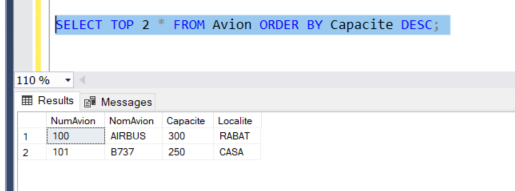 SELECT TOP 2 * FROM Avion ORDER BY Capacite DESC;
110 %
Results Messages
NumAvion NomAvion Capacite Localite
1 100 AIRBUS 300 RABAT
2 101 B737 250 CASA